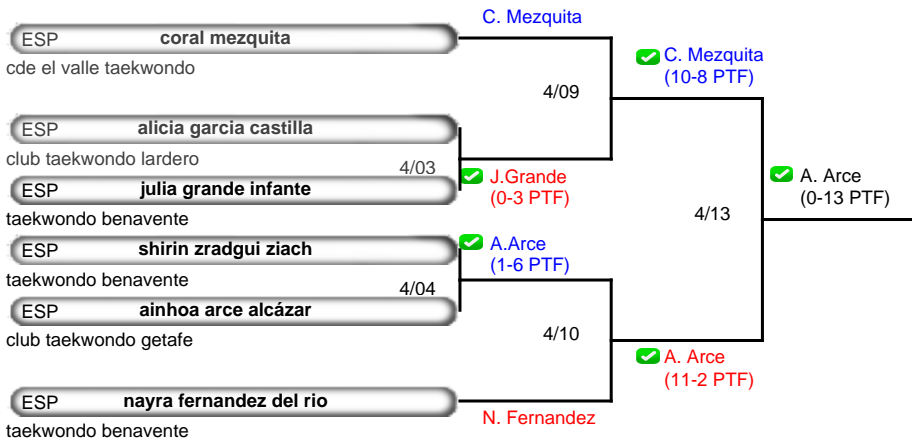 C. Mezquita
ESP coral mezquita
cde el valle taekwondo
C. Mezquita
(10-8 PTF)
4/09
ESP alicia garcia castilla
club taekwondo lardero
4/03
ESP julia grande infante
taekwondo benavente
J.Grande
(0-3 PTF)
A. Arce
(0-13 PTF)
4/13
ESP shirin zradgui ziach
taekwondo benavente
A.Arce
(1-6 PTF)
4/04
ESP ainhoa arce alcázar
club taekwondo getafe
4/10
A. Arce
(11-2 PTF)
ESP nayra fernandez del rio
taekwondo benavente
N. Fernandez